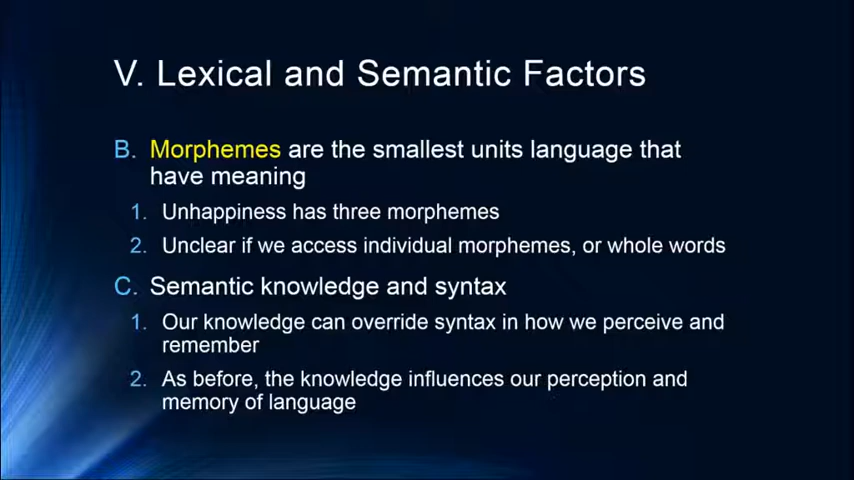 V. Lexical and Semantic Factors
B. Morphemes are the smallest units language that
have meaning
1. Unhappiness has three morphemes
2. Unclear if we access individual morphemes, or whole words
C. Semantic knowledge and syntax
1. Our knowledge can override syntax in how we perceive and
remember
2. As before, the knowledge influences our perception and
memory of language